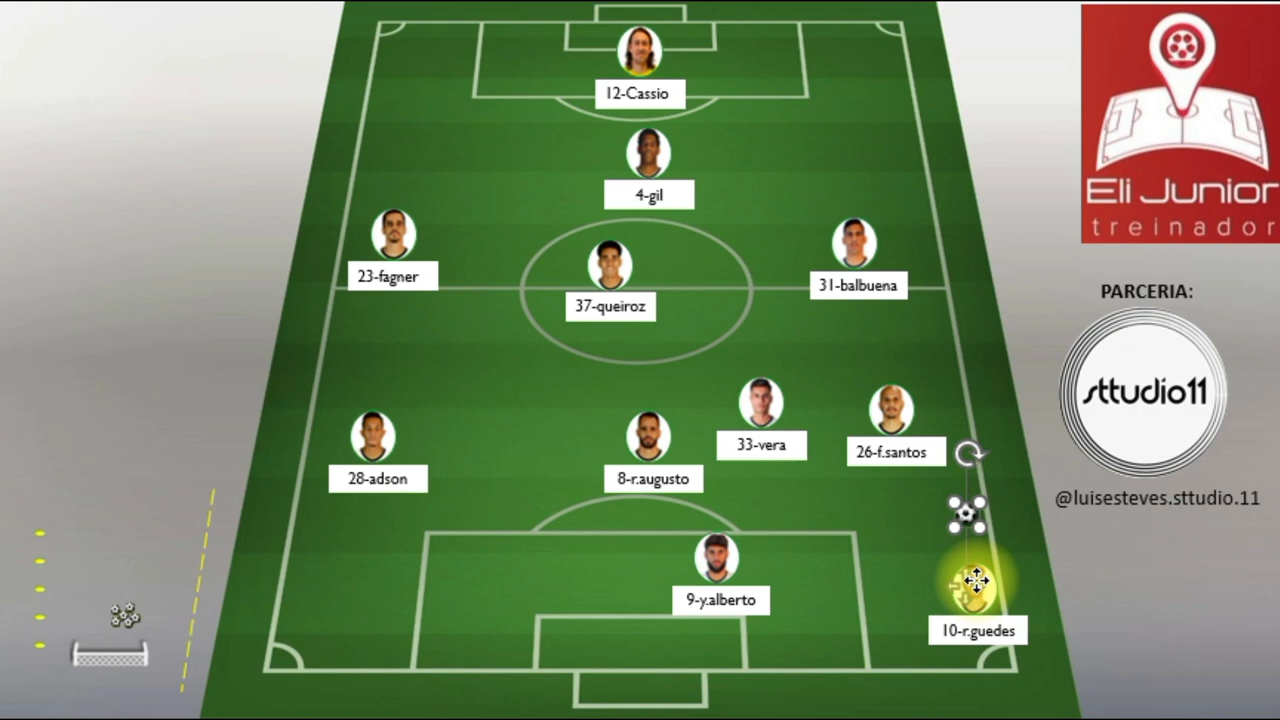 12-Cassio
4-gil
23-fagner
37-queiroz
31-balbuena
28-adson
8-r.augusto
33-vera
26-f.santos
9-y.alberto
10-r.guedes
Eli Junior
treinador
PARCERIA:
sttudio11
@luisesteves.sttudio.11